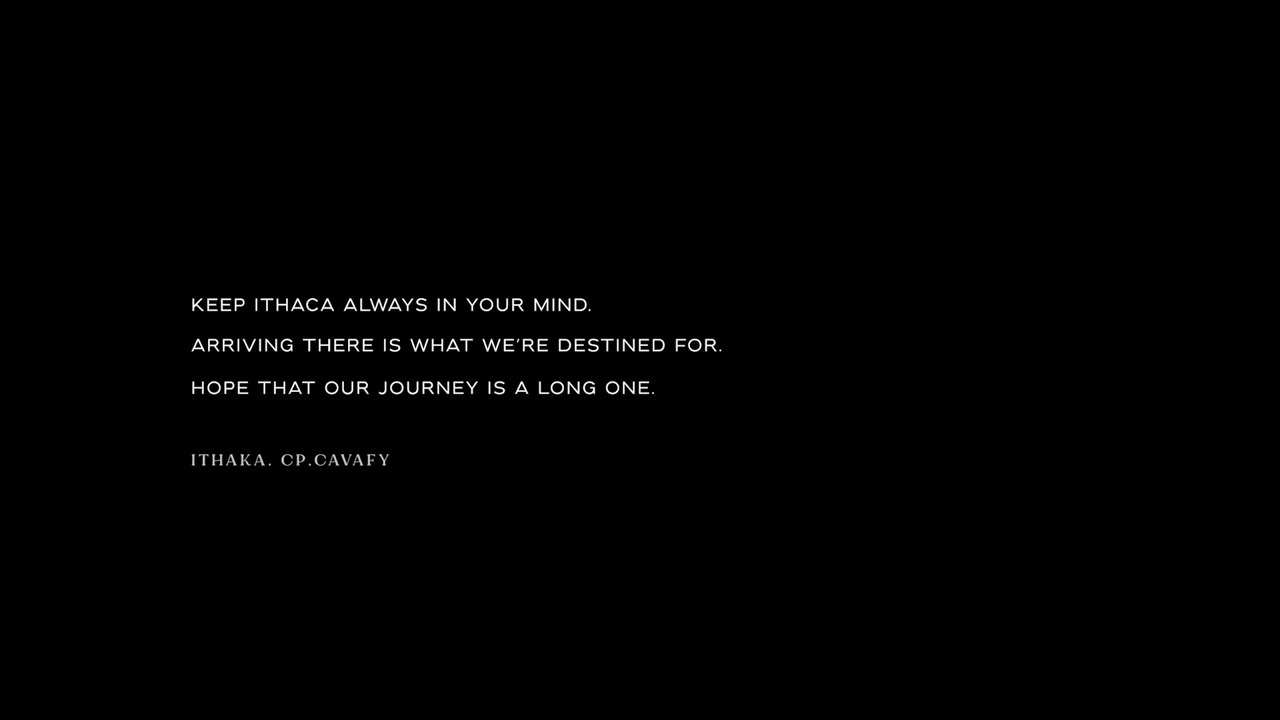 KEEP ITHACA ALWAYS IN YOUR MIND.
ARRIVING THERE IS WHAT WE'RE DESTINED FOR.
HOPE THAT OUR JOURNEY IS A LONG ONE.
ITHAKA. CP.CAVAFY